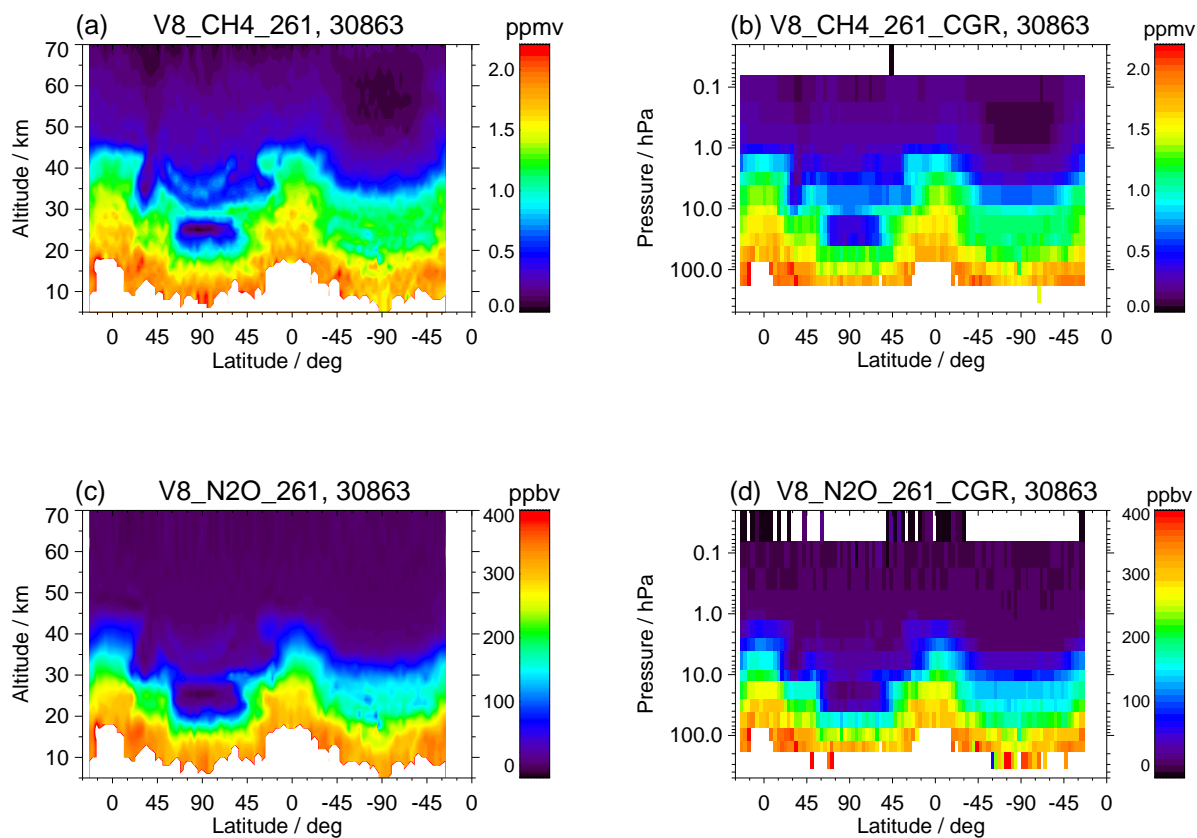 (a) V8_CH4_261, 30863 ppmv
70
60
50
40
30
20
10
Altitude / km
2.0
1.5
1.0
0.5
0.0
0 45 90 45 0 -45 -90 -45 0
Latitude / deg
(b) V8_CH4_261_CGR, 30863 ppmv
0.1
1.0
10.0
100.0
Pressure / hPa
2.0
1.5
1.0
0.5
0.0
0 45 90 45 0 -45 -90 -45 0
Latitude / deg
(c) V8_N2O_261, 30863 ppbv
70
60
50
40
30
20
10
Altitude / km
400
300
200
100
0
0 45 90 45 0 -45 -90 -45 0
Latitude / deg
(d) V8_N2O_261_CGR, 30863 ppbv
0.1
1.0
10.0
100.0
Pressure / hPa
400
300
200
100
0
0 45 90 45 0 -45 -90 -45 0
Latitude / deg